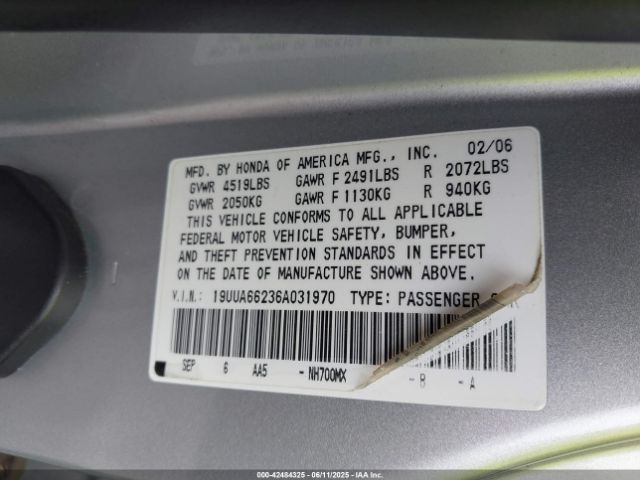 MFD. BY HONDA OF AMERICA MFG., INC. 02/06
GVWR 4519LBS GAWR F 2491LBS R 2072LBS
GVWR 2050KG GAWR F 1130KG R 940KG
THIS VEHICLE CONFORMS TO ALL APPLICABLE
FEDERAL MOTOR VEHICLE SAFETY, BUMPER,
AND THEFT PREVENTION STANDARDS IN EFFECT
ON THE DATE OF MANUFACTURE SHOWN ABOVE.
V.I.N.: 19UUA66236A031970 TYPE: PASSENGER
SEP 6 AA5 -NH700MX -B -A
000-42484325 - 06/11/2025 - IAA Inc.